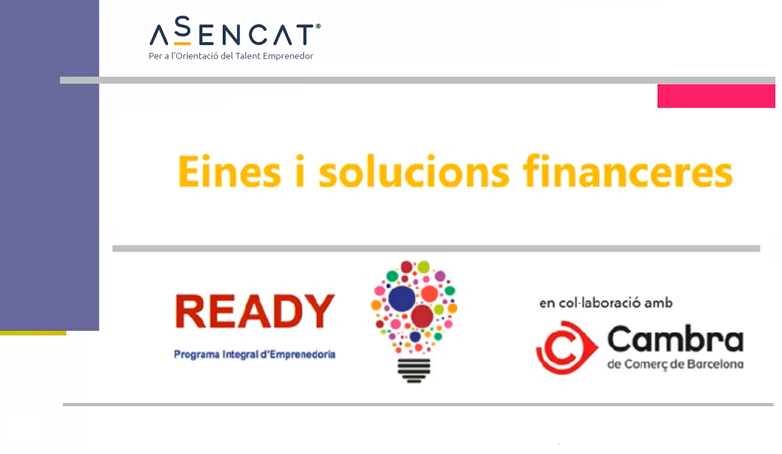 ASENCAT®
Per a l'Orientació del Talent Emprenedor
Eines i solucions financeres
READY
Programa Integral d'Emprenedoria
en col·laboració amb
Cambra
de Comerç de Barcelona